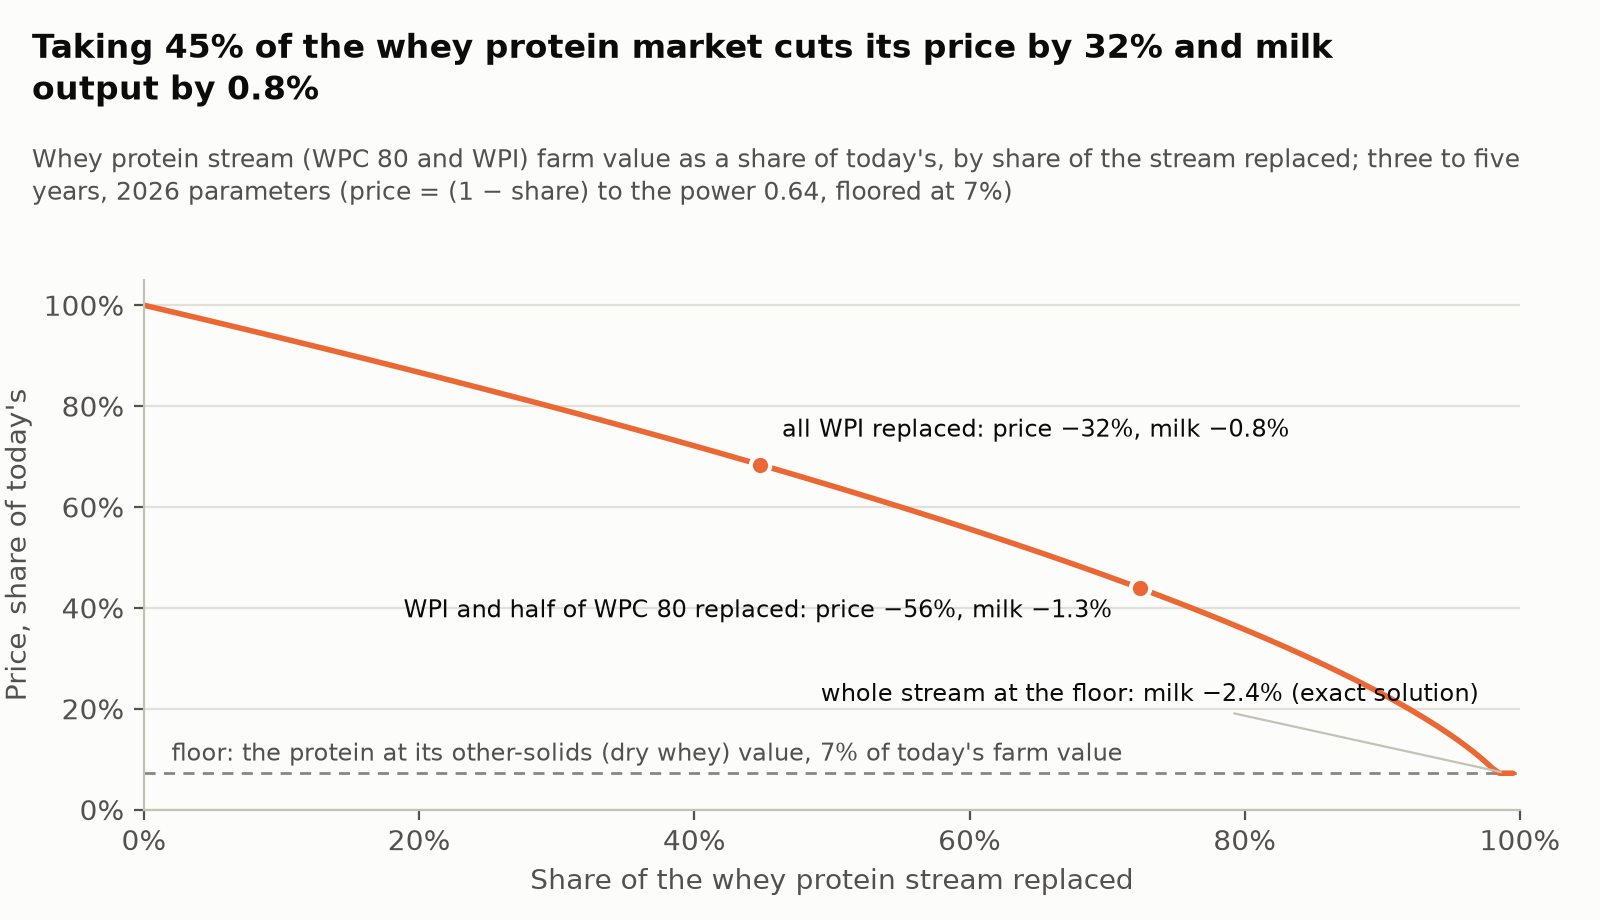 Taking 45% of the whey protein market cuts its price by 32% and milk
output by 0.8%
Whey protein stream (WPC 80 and WPI) farm value as a share of today's, by share of the stream replaced; three to five
years, 2026 parameters (price = (1 − share) to the power 0.64, floored at 7%)
Price, share of today's
100%
80%
60%
40%
20%
0%
all WPI replaced: price −32%, milk −0.8%
WPI and half of WPC 80 replaced: price −56%, milk −1.3%
whole stream at the floor: milk −2.4% (exact solution)
floor: the protein at its other-solids (dry whey) value, 7% of today's farm value
0%
20%
40%
60%
80%
100%
Share of the whey protein stream replaced